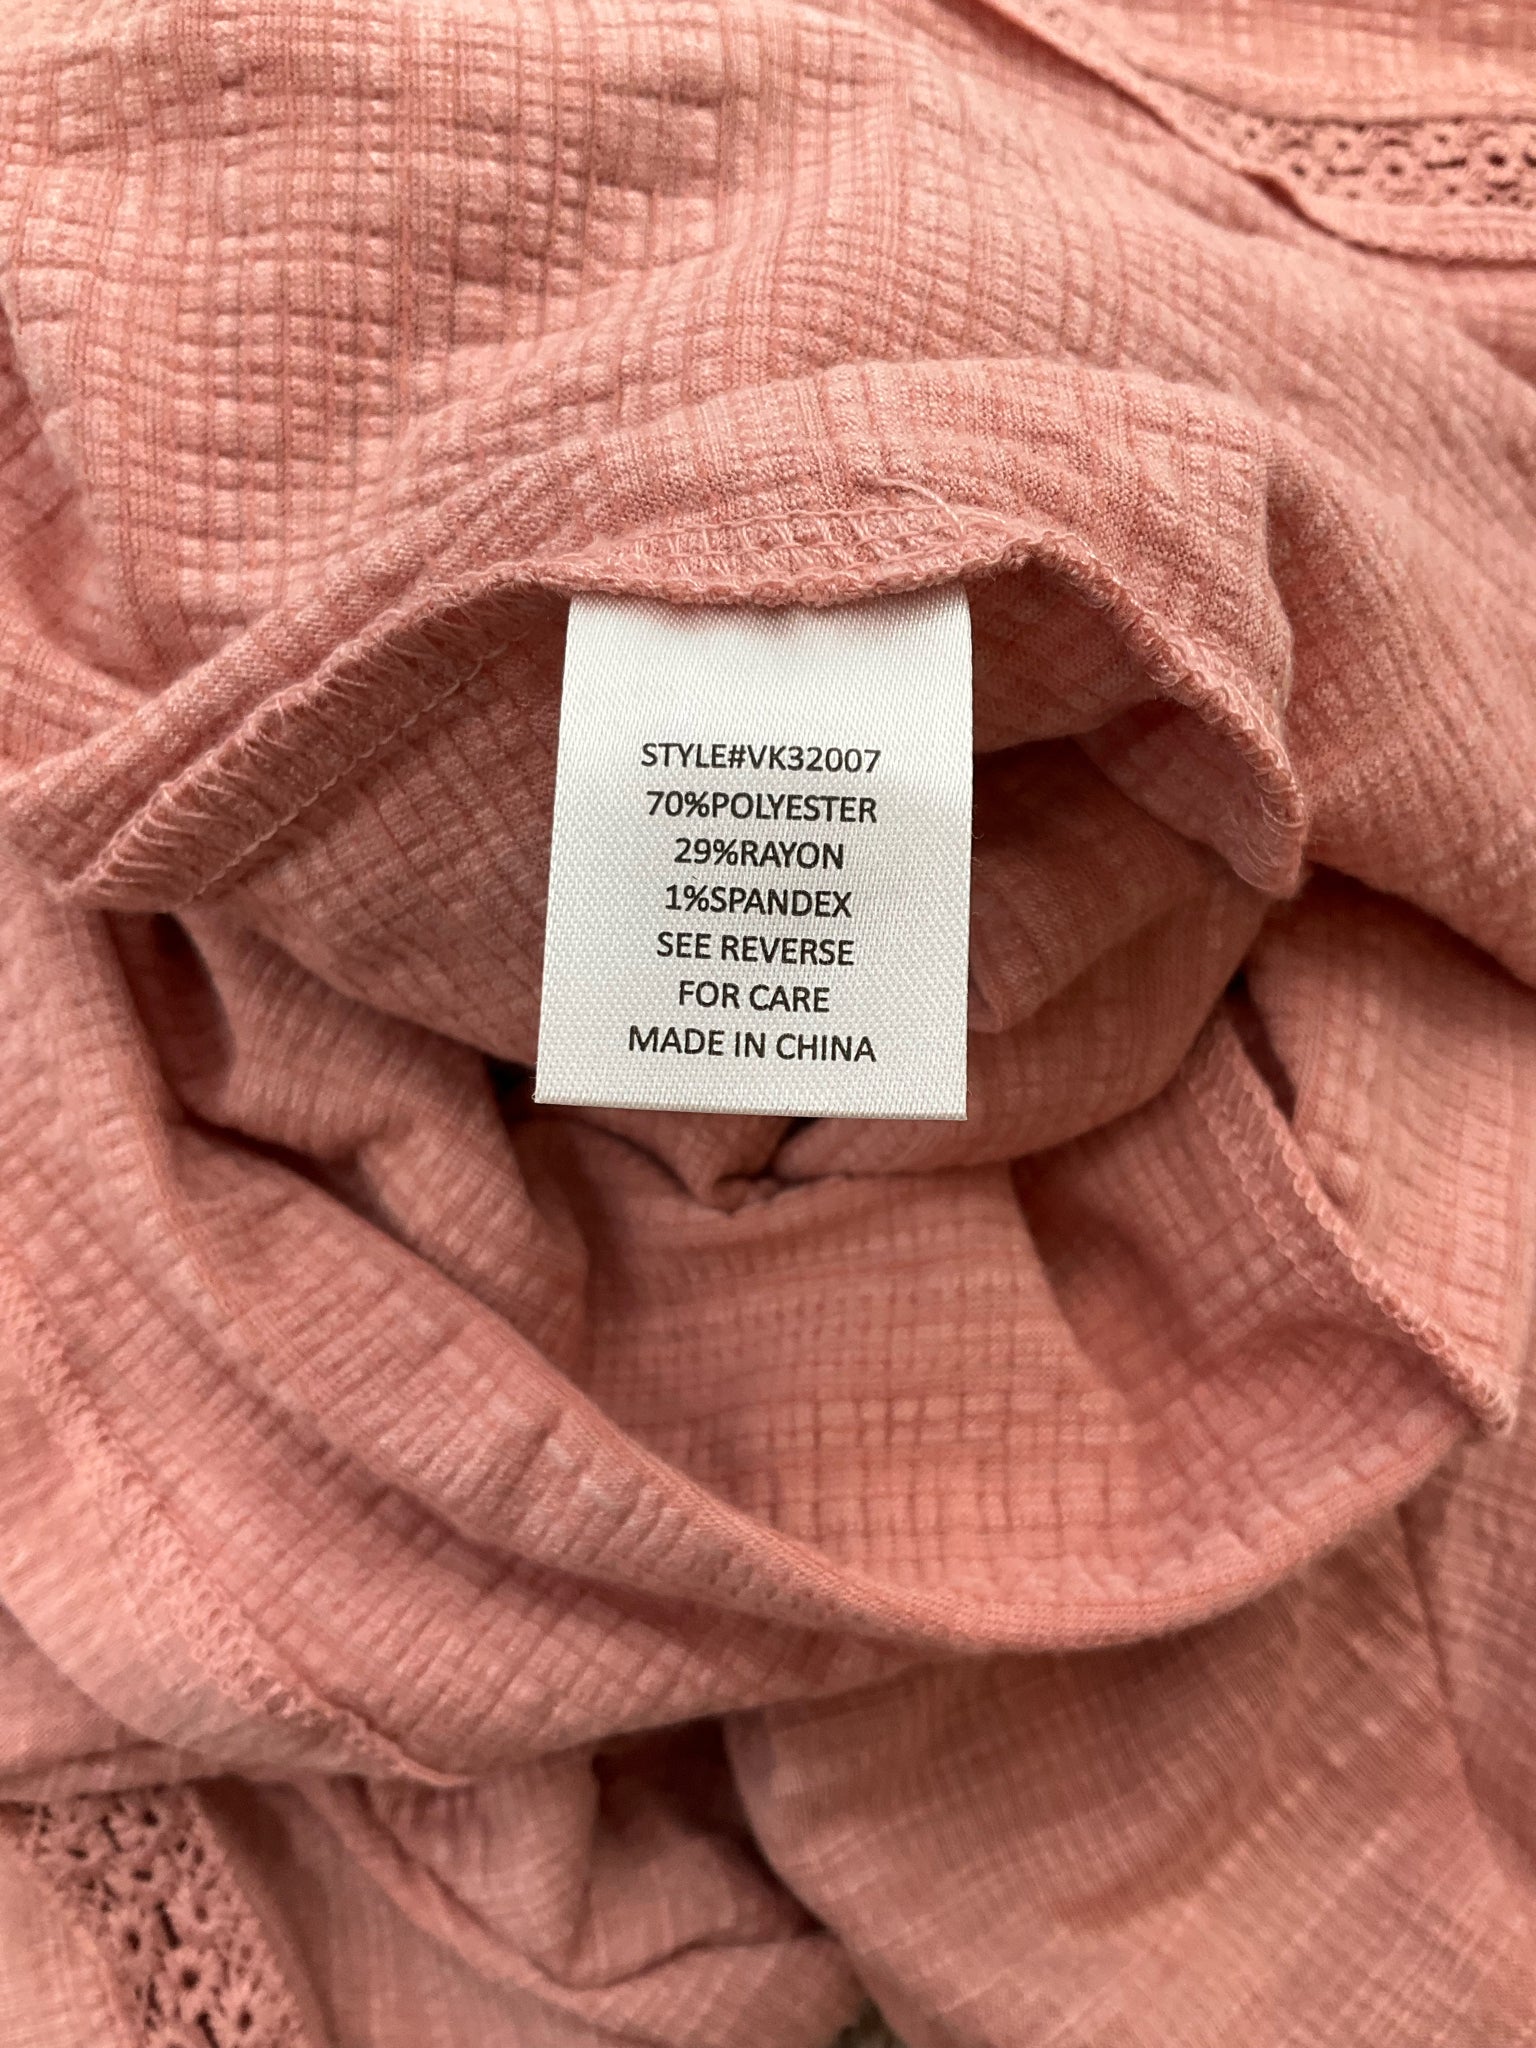 STYLE#VK32007
70%POLYESTER
29%RAYON
1%SPANDEX
SEE REVERSE
FOR CARE
MADE IN CHINA